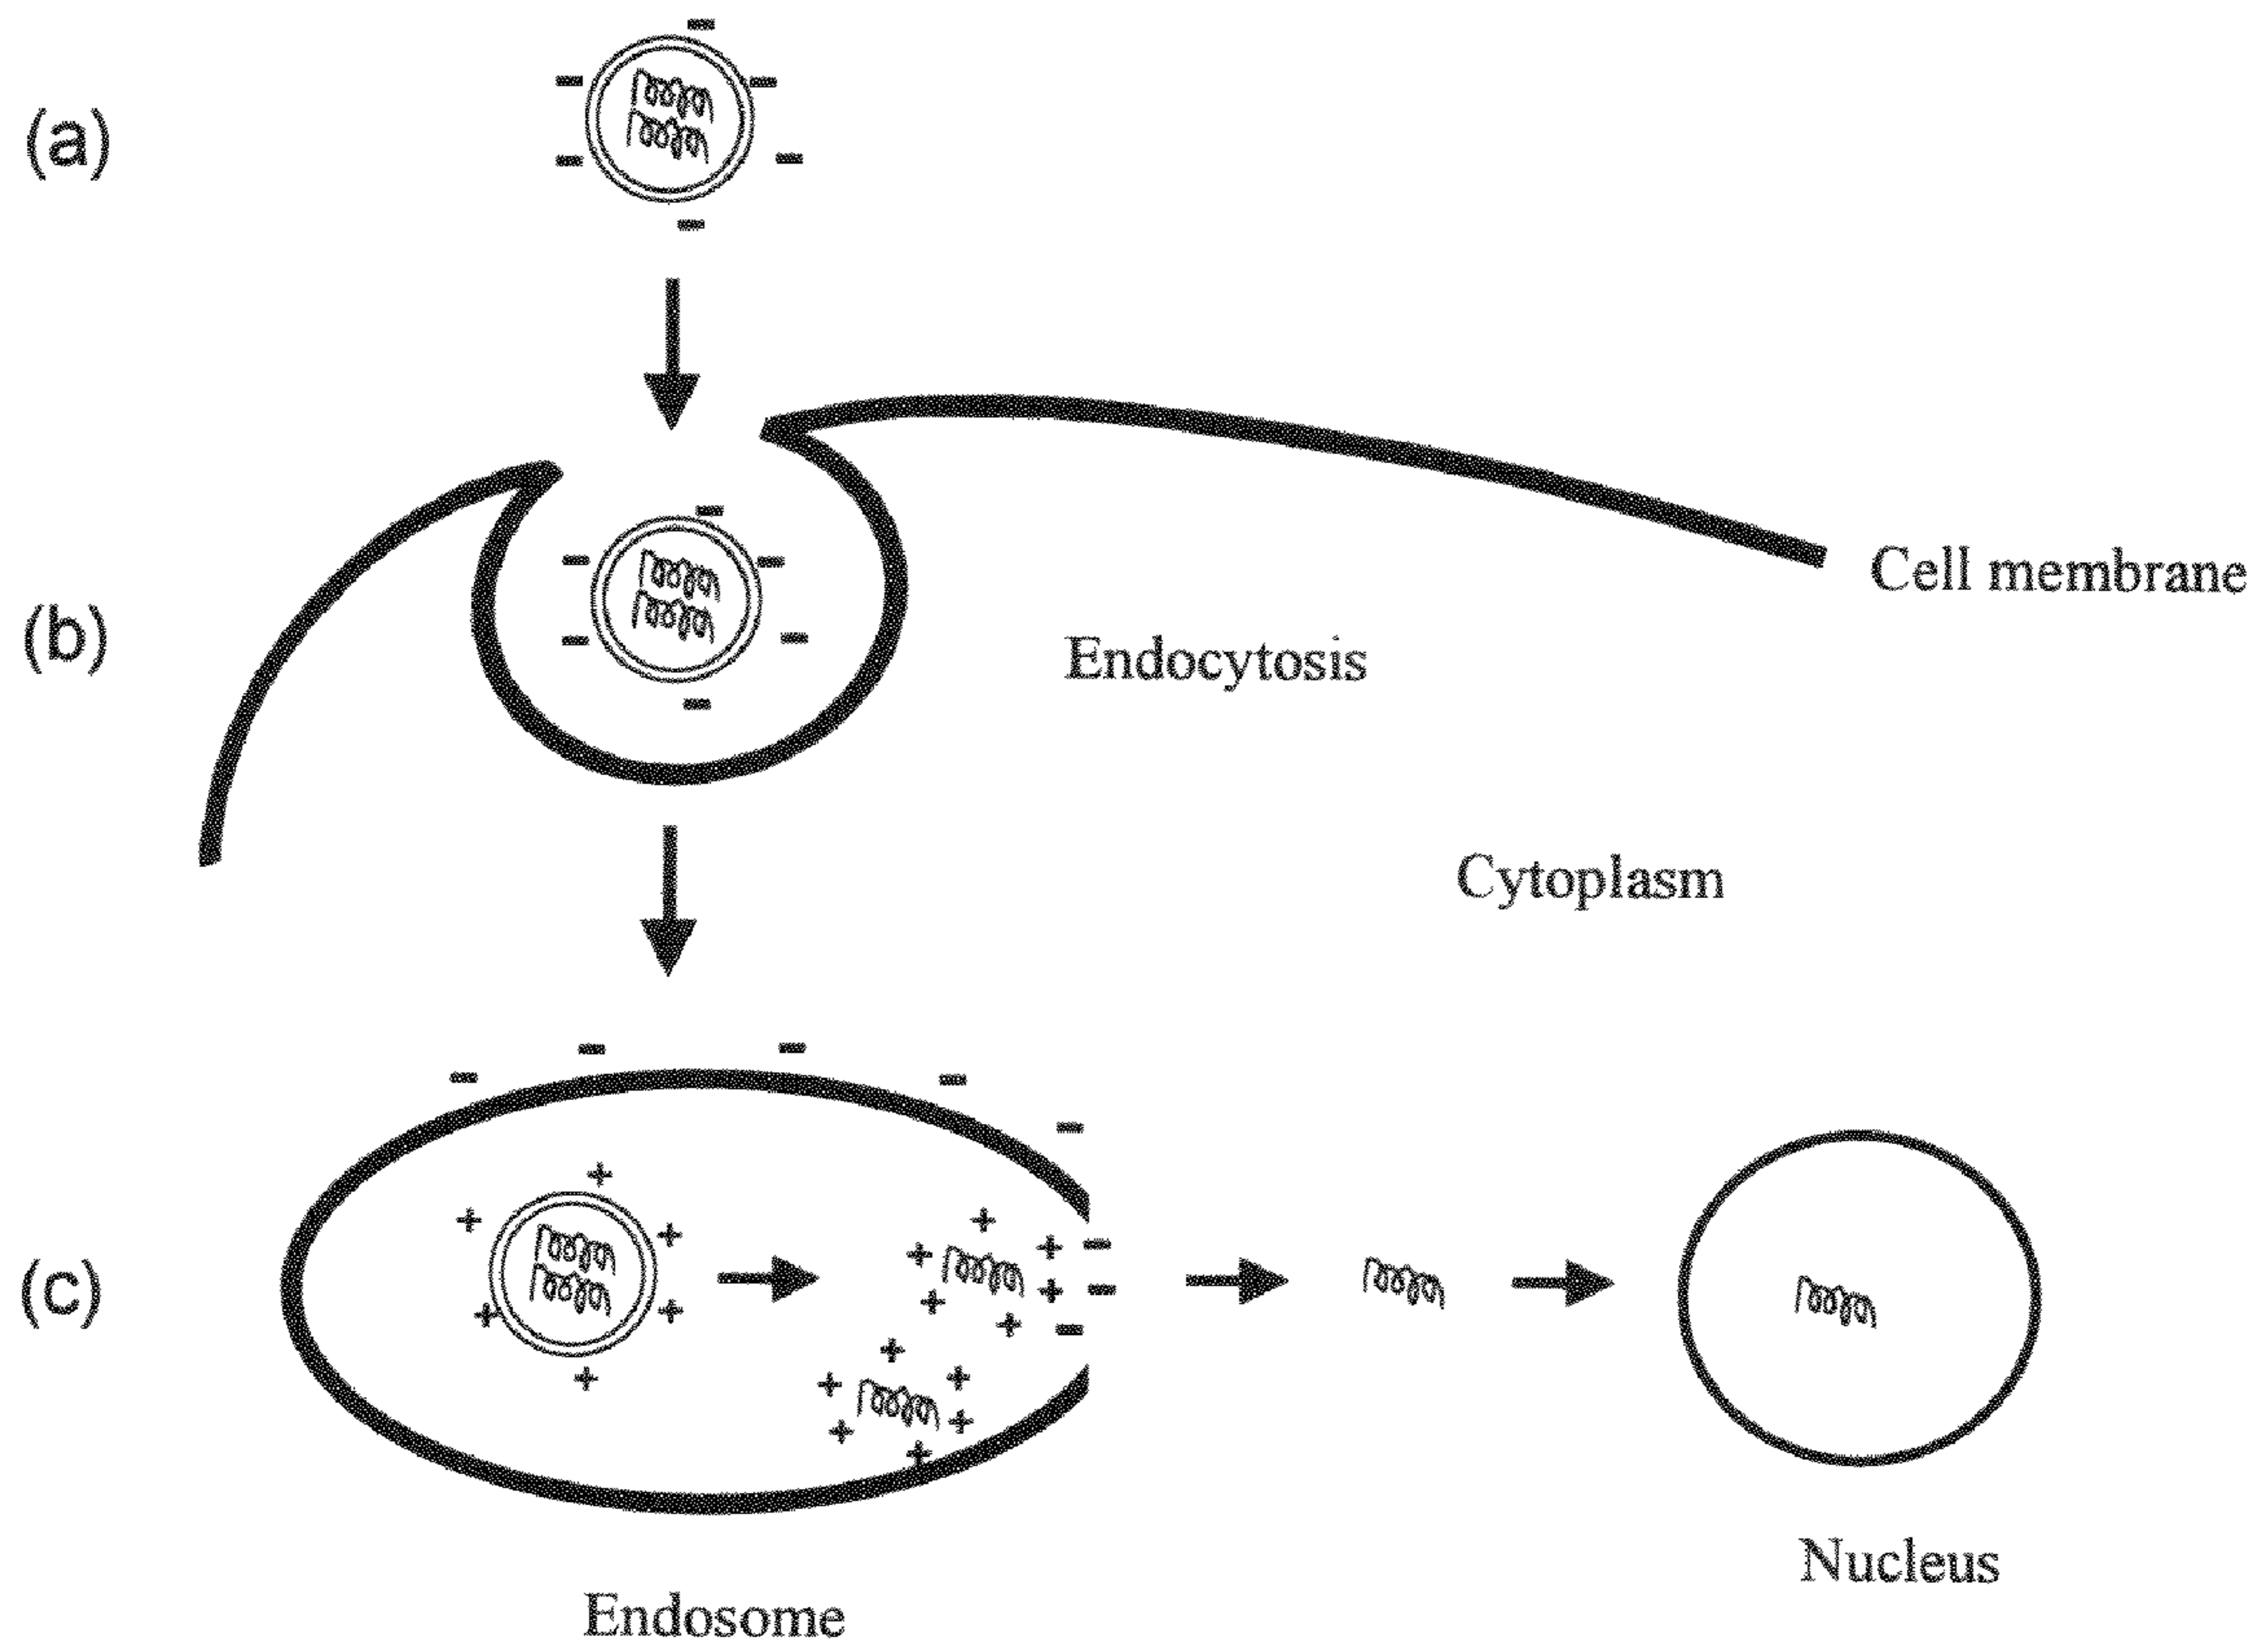 (a)
Cell membrane
(b)
Endocytosis
Cytoplasm
(c)
Nucleus
Endosome